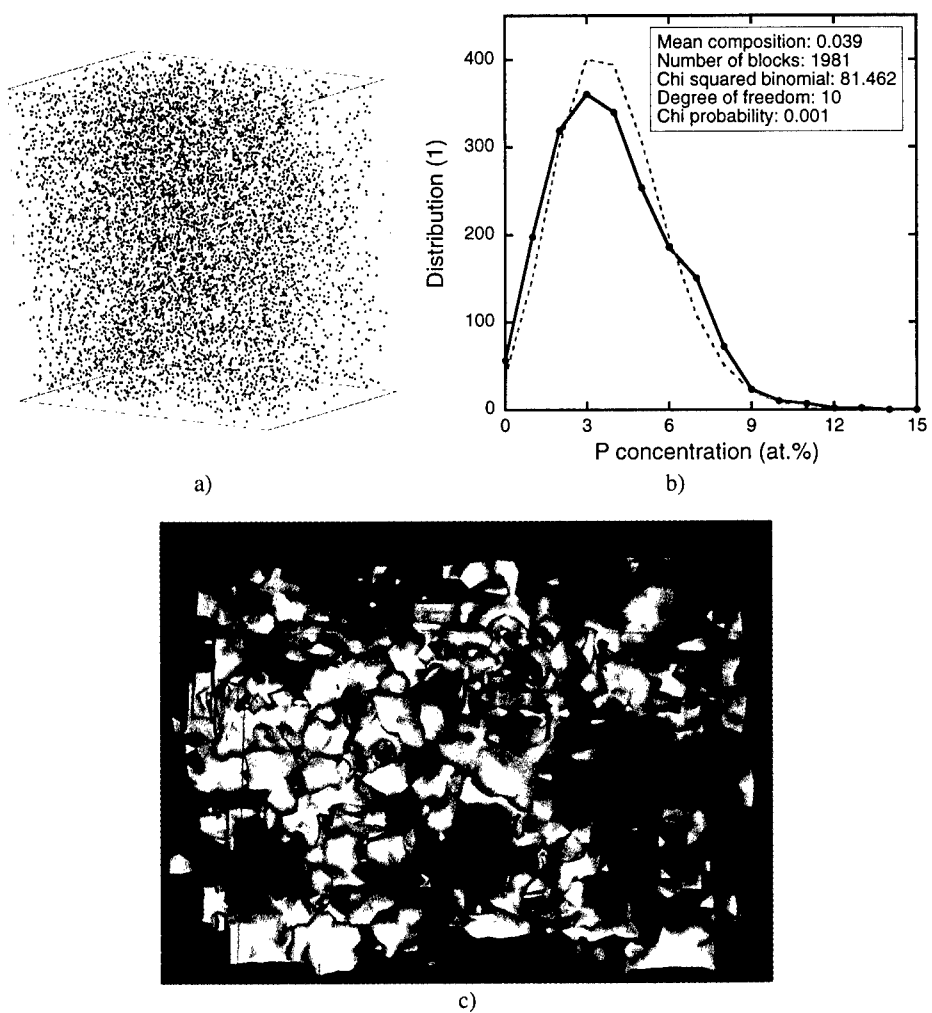 400
300
200
100
0
Distribution (1)
Mean composition: 0.039
Number of blocks: 1981
Chi squared binomial: 81.462
Degree of freedom: 10
Chi probability: 0.001
0 3 6 9 12 15
P concentration (at.%)
a) b)
c)